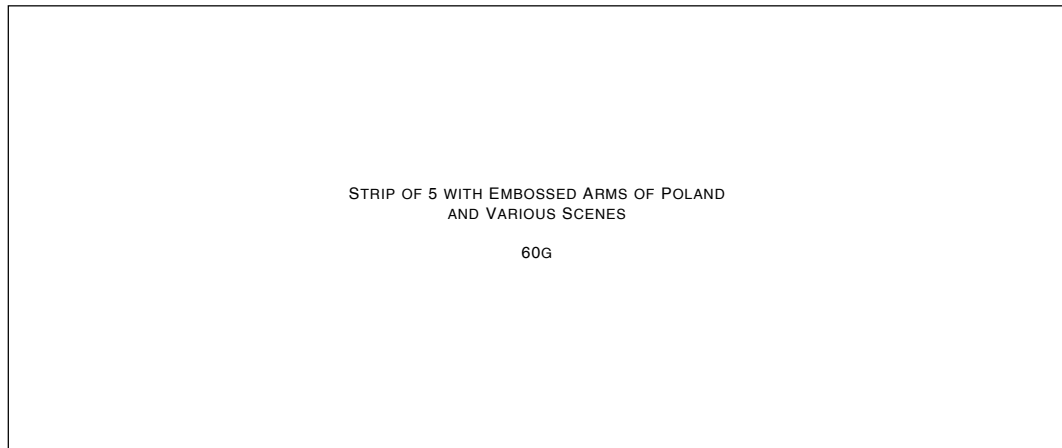 STRIP OF 5 WITH EMBOSSED ARMS OF POLAND
AND VARIOUS SCENES
60G